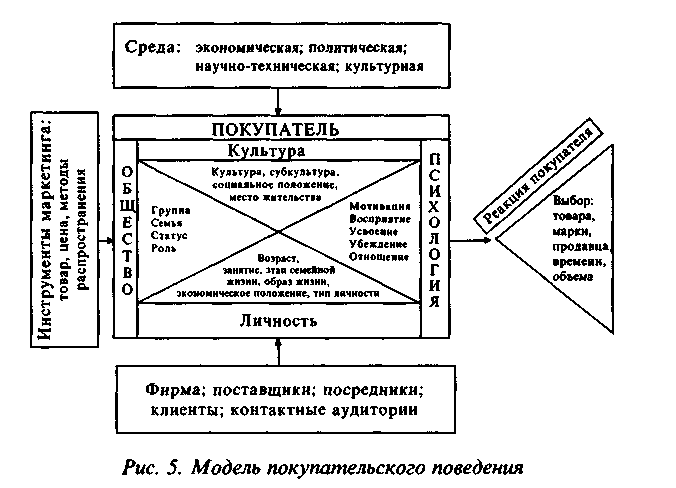 Среда: экономическая; политическая;
научно-техническая; культурная
Инструменты маркетинга:
товар, цена, методы
распространения
ПОКУПАТЕЛЬ
Культура
ОБЩЕСТВО
Культура, субкультура,
социальное положение,
место жительства
Группа
Семья
Статус
Роль
Мотивация
Восприятие
Усвоение
Убеждение
Отношение
Возраст,
занятие, этап семейной
жизни, образ жизни,
экономическое положение, тип личности
Личность
ПСИХОЛОГИЯ
Реакция покупателя
Выбор:
товара,
марки,
продавца,
времени,
объема
Фирма; поставщики; посредники;
клиенты; контактные аудитории
Рис. 5. Модель покупательского поведения